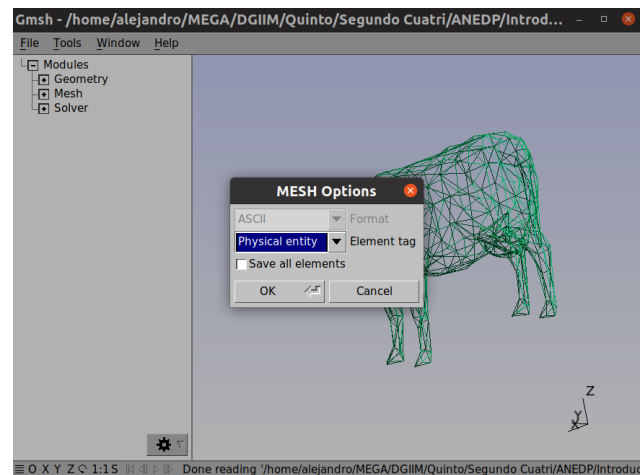 Gmsh - /home/alejandro/MEGA/DGIIM/Quinto/Segundo Cuatri/ANEDP/Introd...
File Tools Window Help
Modules
Geometry
Mesh
Solver
MESH Options
ASCII Format
Physical entity Element tag
Save all elements
OK Cancel
Z
Y
X
O X Y Z 1:1 S Done reading '/home/alejandro/MEGA/DGIIM/Quinto/Segundo Cuatri/ANEDP/Introduc